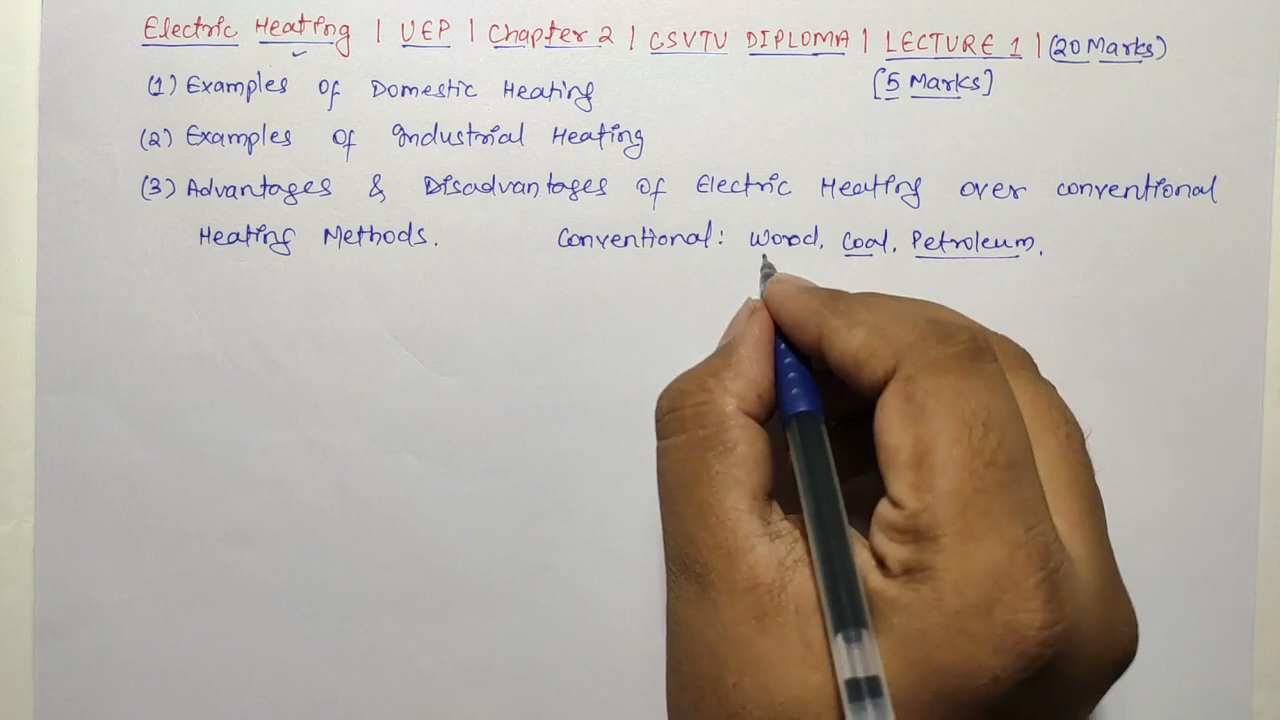 Electric Heating | UEP | Chapter 2 | CSVTU DIPLOMA | LECTURE 1 | (20 Marks)
[5 Marks]
(1) Examples of Domestic Heating
(2) Examples of Industrial Heating
(3) Advantages & Disadvantages of Electric Heating over conventional
Heating Methods. Conventional: Wood, Coal, Petroleum.